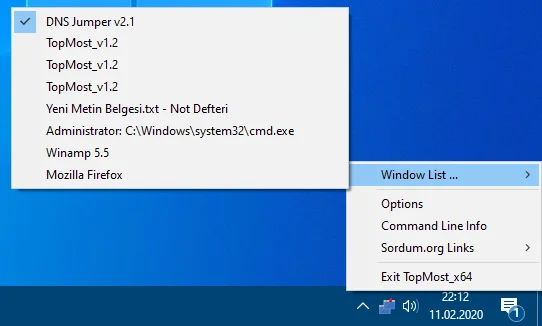 DNS Jumper v2.1
TopMost_v1.2
TopMost_v1.2
TopMost_v1.2
Yeni Metin Belgesi.txt - Not Defteri
Administrator: C:\Windows\system32\cmd.exe
Winamp 5.5
Mozilla Firefox
Window List ...
Options
Command Line Info
Sordum.org Links
Exit TopMost_x64
22:12
11.02.2020
1